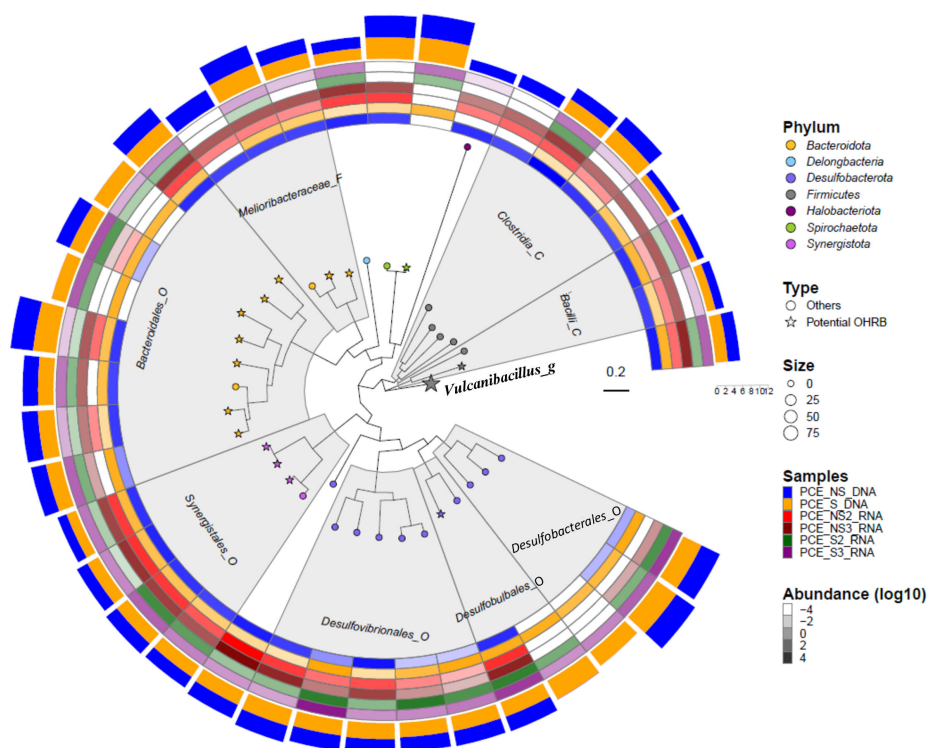 Melioribacteraceae_F
Clostridia_C
Bacilli_C
Bacteroidales_O
Vulcanibacillus_g
0.2
0 2 4 6 8 10 12
Synergistales_O
Desulfobacterales_O
Desulfobulbales_O
Desulfovibrionales_O
Phylum
Bacteroidota
Delongbacteria
Desulfobacterota
Firmicutes
Halobacteriota
Spirochaetota
Synergistota
Type
Others
Potential OHRB
Size
0
25
50
75
Samples
PCE_NS_DNA
PCE_S_DNA
PCE_NS2_RNA
PCE_NS3_RNA
PCE_S2_RNA
PCE_S3_RNA
Abundance (log10)
−4
−2
0
2
4